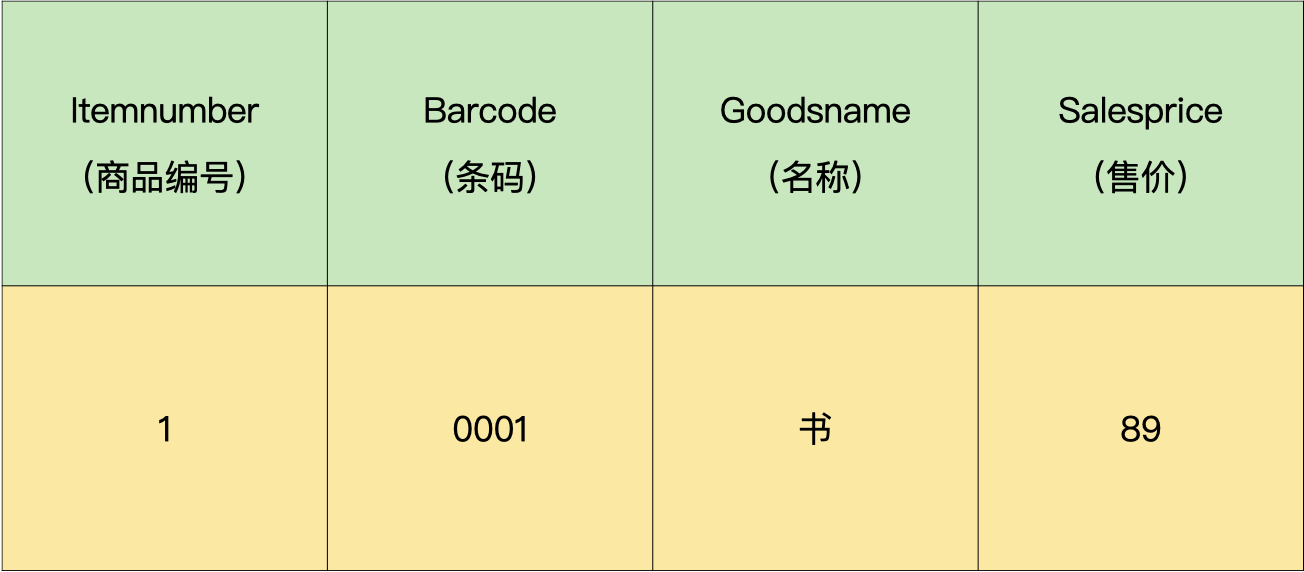 Itemnumber
（商品编号）
Barcode
（条码）
Goodsname
（名称）
Salesprice
（售价）
1
0001
书
89